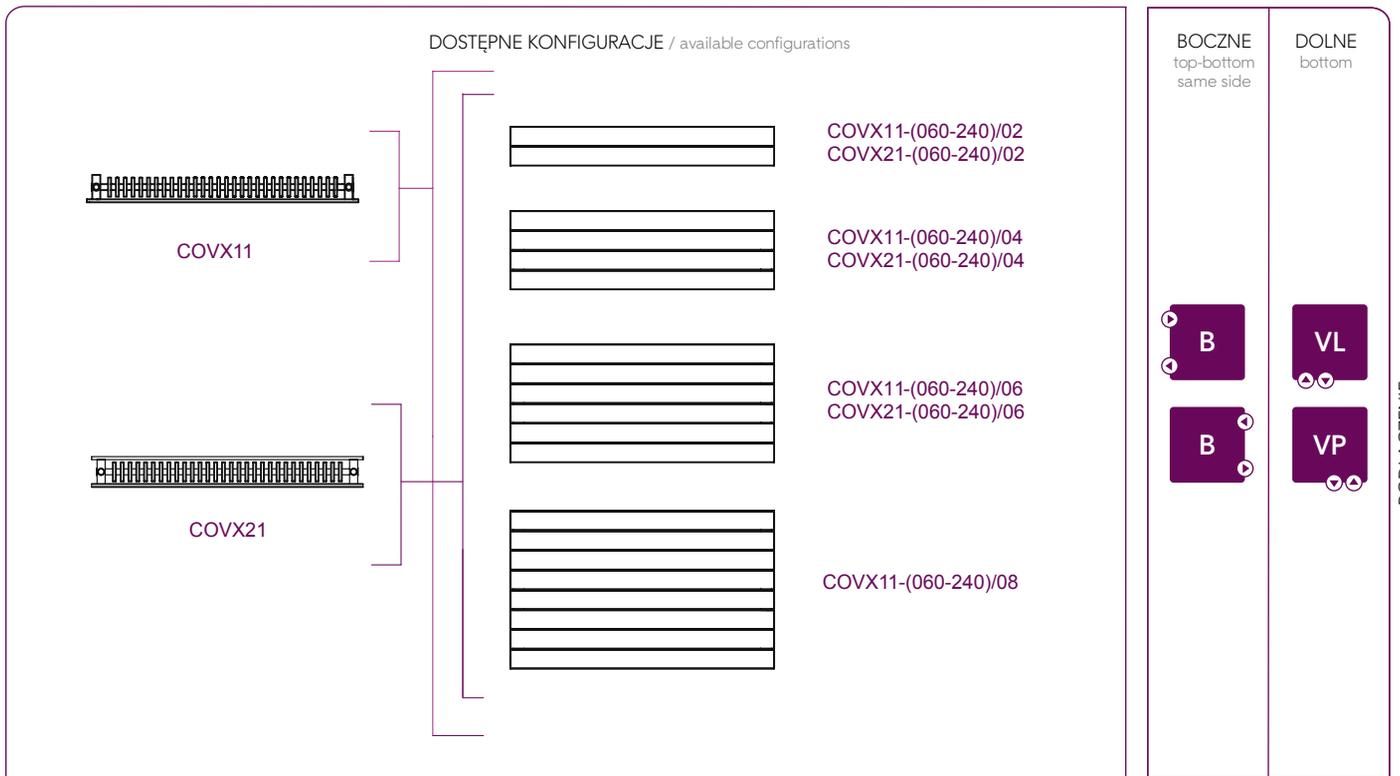 DOSTĘPNE KONFIGURACJE / available configurations
COVX11
COVX21
COVX11-(060-240)/02
COVX21-(060-240)/02
COVX11-(060-240)/04
COVX21-(060-240)/04
COVX11-(060-240)/06
COVX21-(060-240)/06
COVX11-(060-240)/08
BOCZNE
top-bottom
same side
DOLNE
bottom
B
VL
B
VP